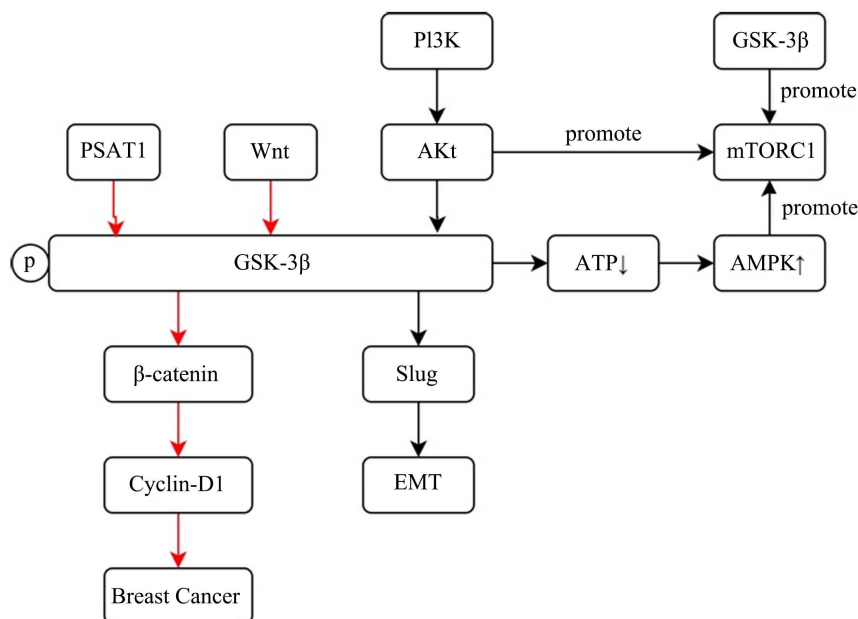 Pl3K
GSK-3β
promote
PSAT1
Wnt
AKt
promote
mTORC1
promote
p
GSK-3β
ATP↓
AMPK↑
β-catenin
Slug
Cyclin-D1
EMT
Breast Cancer